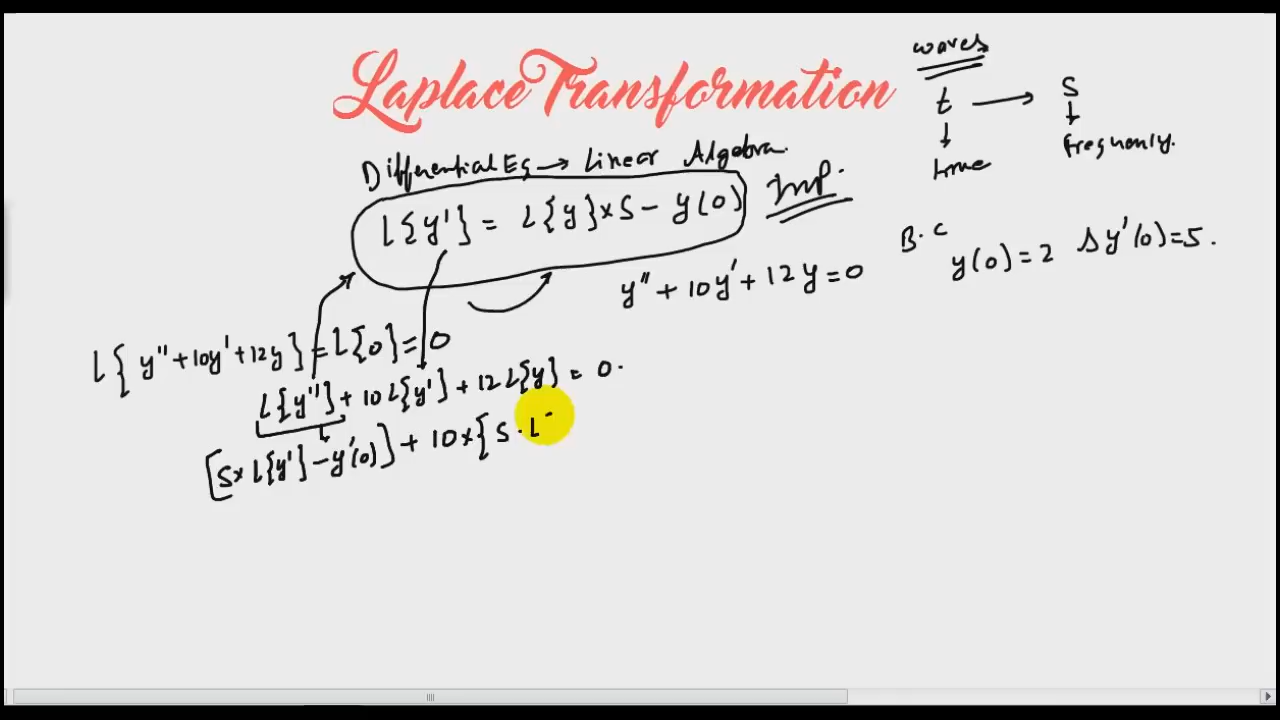 Laplace Transformation
waves
t → S
↓ ↓
time frequency.
Differential Eq → Linear Algebra.
L{y'} = L{y}×S - y(0)
Imp.
B.C y(0)=2 & y'(0)=5.
y" + 10y' + 12y = 0
L{ y" + 10y' + 12y } = L{0} = 0
L{y"} + 10 L{y'} + 12 L{y} = 0.
[S× L{y'} - y'(0)] + 10×{ S. L